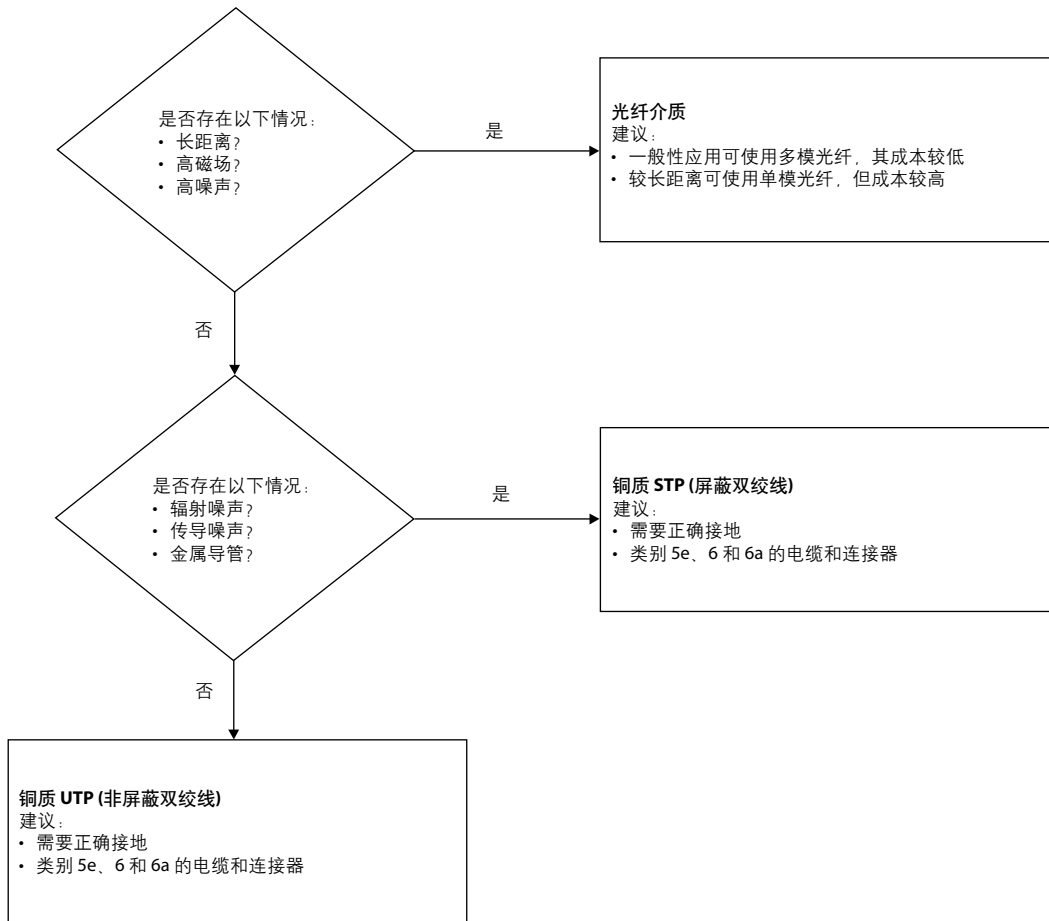 是否存在以下情况：
• 长距离？
• 高磁场？
• 高噪声？
是
光纤介质
建议：
• 一般性应用可使用多模光纤，其成本较低
• 较长距离可使用单模光纤，但成本较高
否
是否存在以下情况：
• 辐射噪声？
• 传导噪声？
• 金属导管？
是
铜质 STP (屏蔽双绞线)
建议：
• 需要正确接地
• 类别 5e、6 和 6a 的电缆和连接器
否
铜质 UTP (非屏蔽双绞线)
建议：
• 需要正确接地
• 类别 5e、6 和 6a 的电缆和连接器